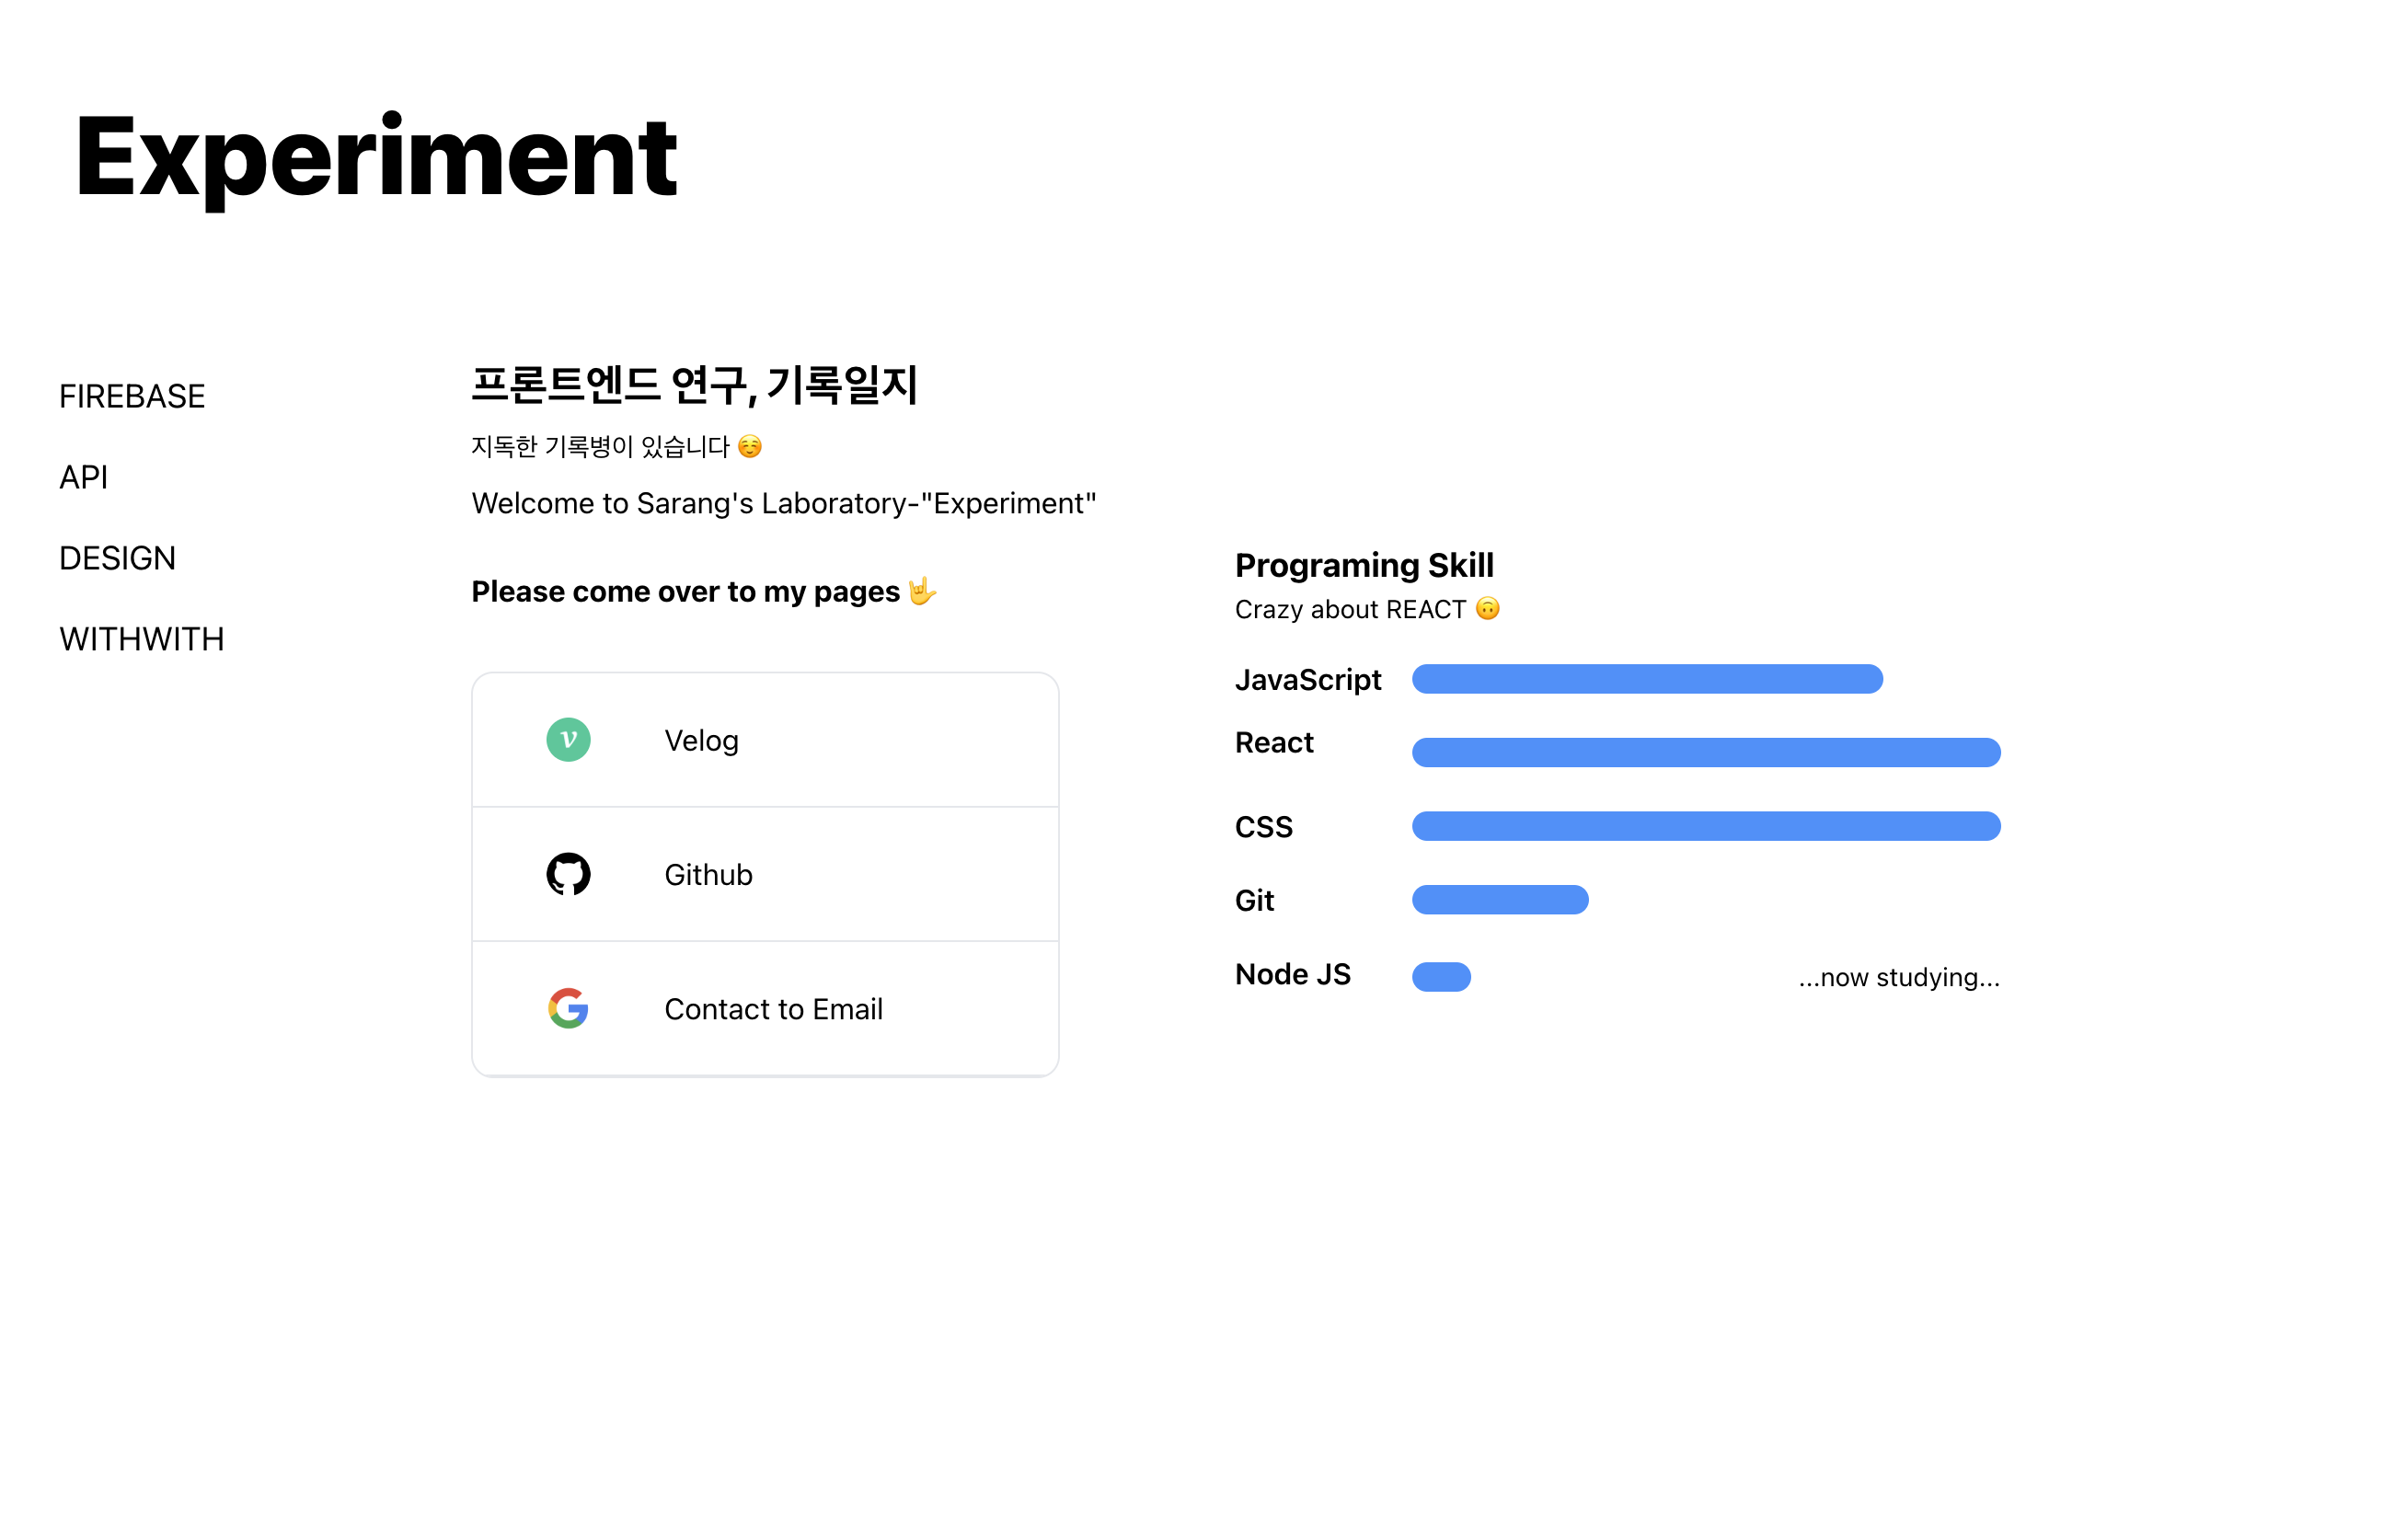 Experiment
FIREBASE
API
DESIGN
WITHWITH
프론트엔드 연구, 기록일지
지독한 기록병이 있습니다 ☺️
Welcome to Sarang's Laboratory-"Experiment"
Please come over to my pages 🤟
Velog
Github
Contact to Email
Programing Skill
Crazy about REACT 🙃
JavaScript
React
CSS
Git
Node JS
...now studying...